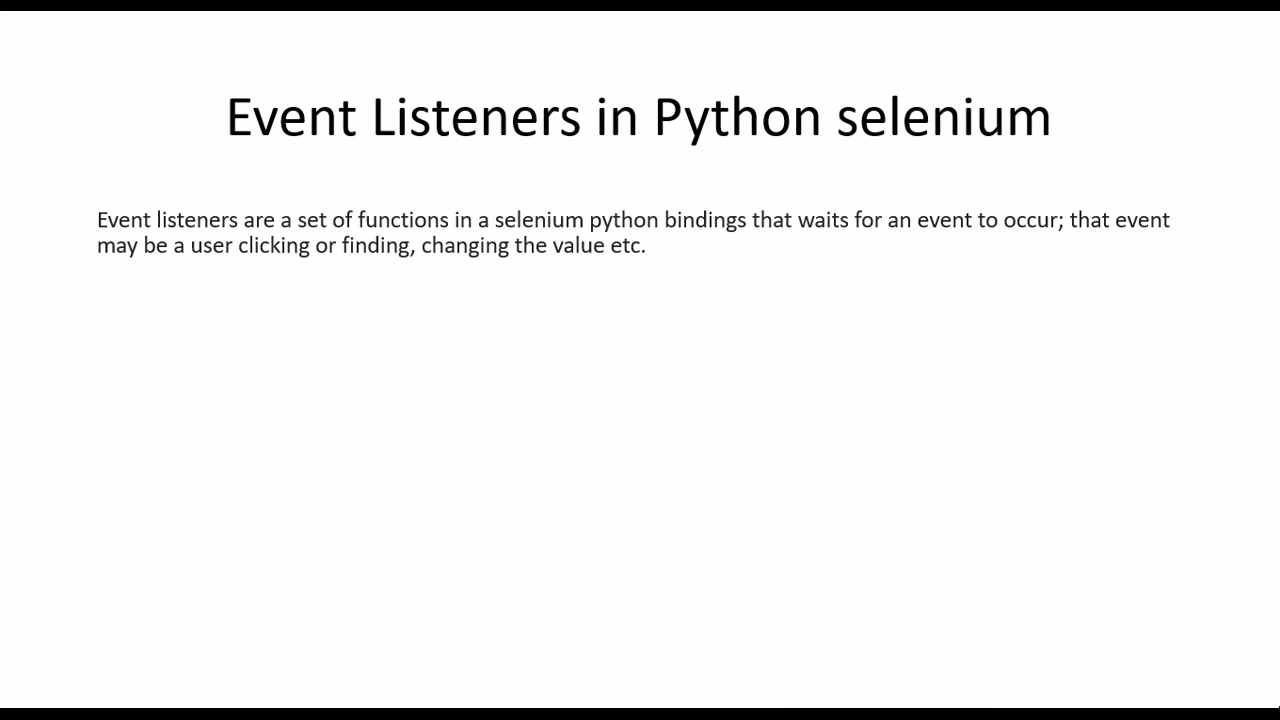 Event Listeners in Python selenium
Event listeners are a set of functions in a selenium python bindings that waits for an event to occur; that event
may be a user clicking or finding, changing the value etc.